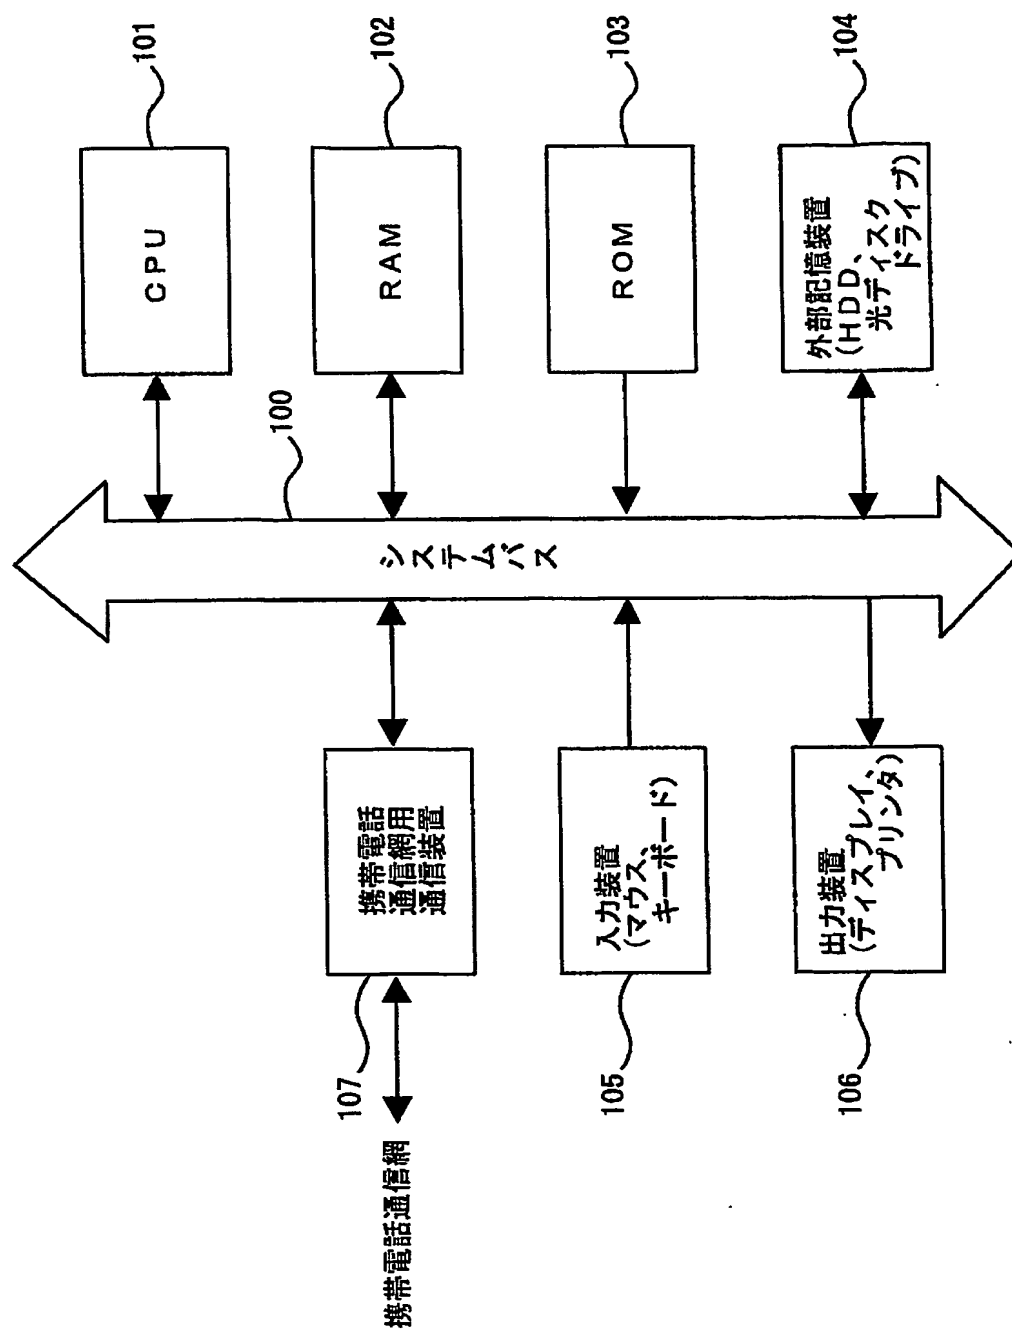 101
CPU
102
RAM
103
ROM
104
外部記憶装置
(HDD、
光ディスク
ドライブ)
100
システムバス
携帯電話
通信網用
通信装置
107
携帯電話通信網
入力装置
(マウス、
キーボード)
105
出力装置
(ディスプレイ、
プリンタ)
106